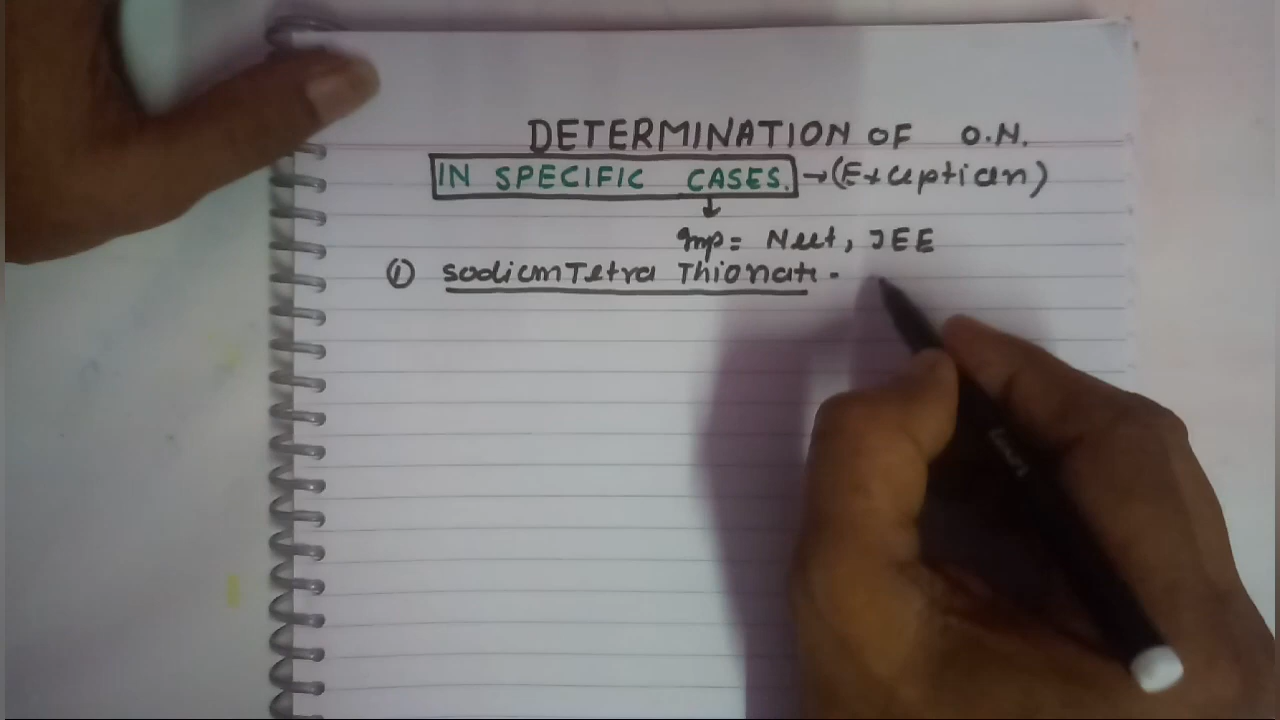 DETERMINATION OF O.N.
IN SPECIFIC CASES. → (Exception)
↓
Imp = Neet, JEE
① Sodium Tetra Thionate -